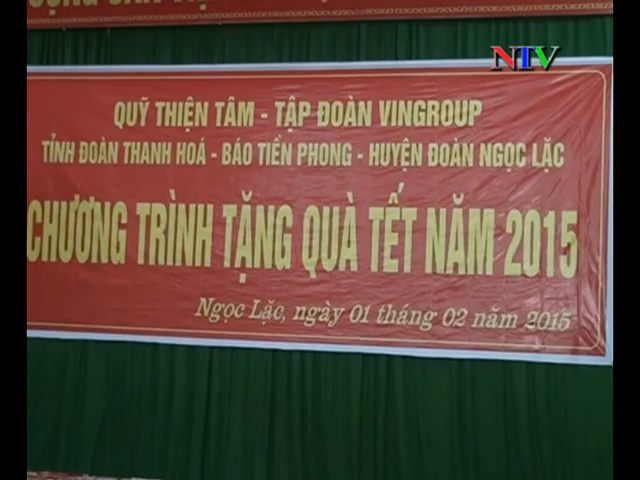 NTV
QUỸ THIỆN TÂM - TẬP ĐOÀN VINGROUP
TỈNH ĐOÀN THANH HOÁ - BÁO TIỀN PHONG - HUYỆN ĐOÀN NGỌC LẶC
CHƯƠNG TRÌNH TẶNG QUÀ TẾT NĂM 2015
Ngọc Lặc, ngày 01 tháng 02 năm 2015